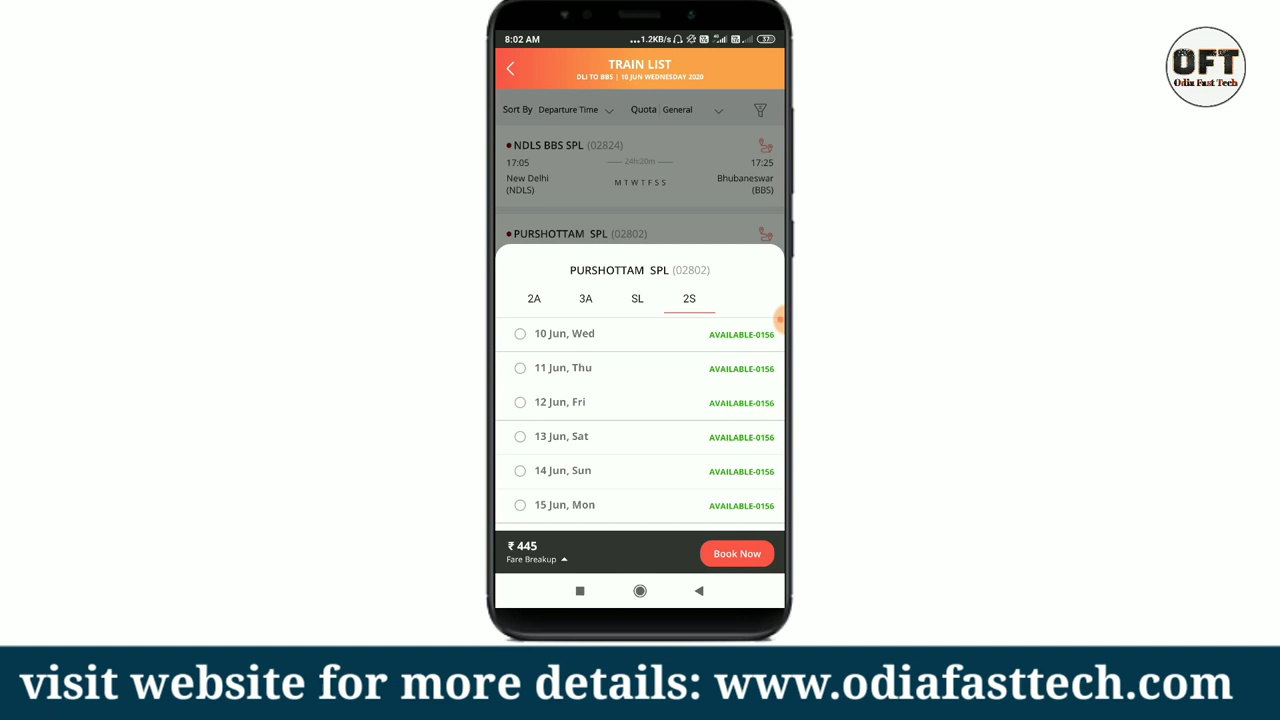 8:02 AM
...1.2KB/s
37
TRAIN LIST
DLI TO BBS | 10 JUN WEDNESDAY 2020
Sort By Departure Time Quota General
NDLS BBS SPL (02824)
17:05 24h:20m 17:25
New Delhi (NDLS) M T W T F S S Bhubaneswar (BBS)
PURSHOTTAM SPL (02802)
PURSHOTTAM SPL (02802)
2A 3A SL 2S
10 Jun, Wed AVAILABLE-0156
11 Jun, Thu AVAILABLE-0156
12 Jun, Fri AVAILABLE-0156
13 Jun, Sat AVAILABLE-0156
14 Jun, Sun AVAILABLE-0156
15 Jun, Mon AVAILABLE-0156
₹ 445
Fare Breakup
Book Now
OFT
Odia Fast Tech
visit website for more details: www.odiafasttech.com